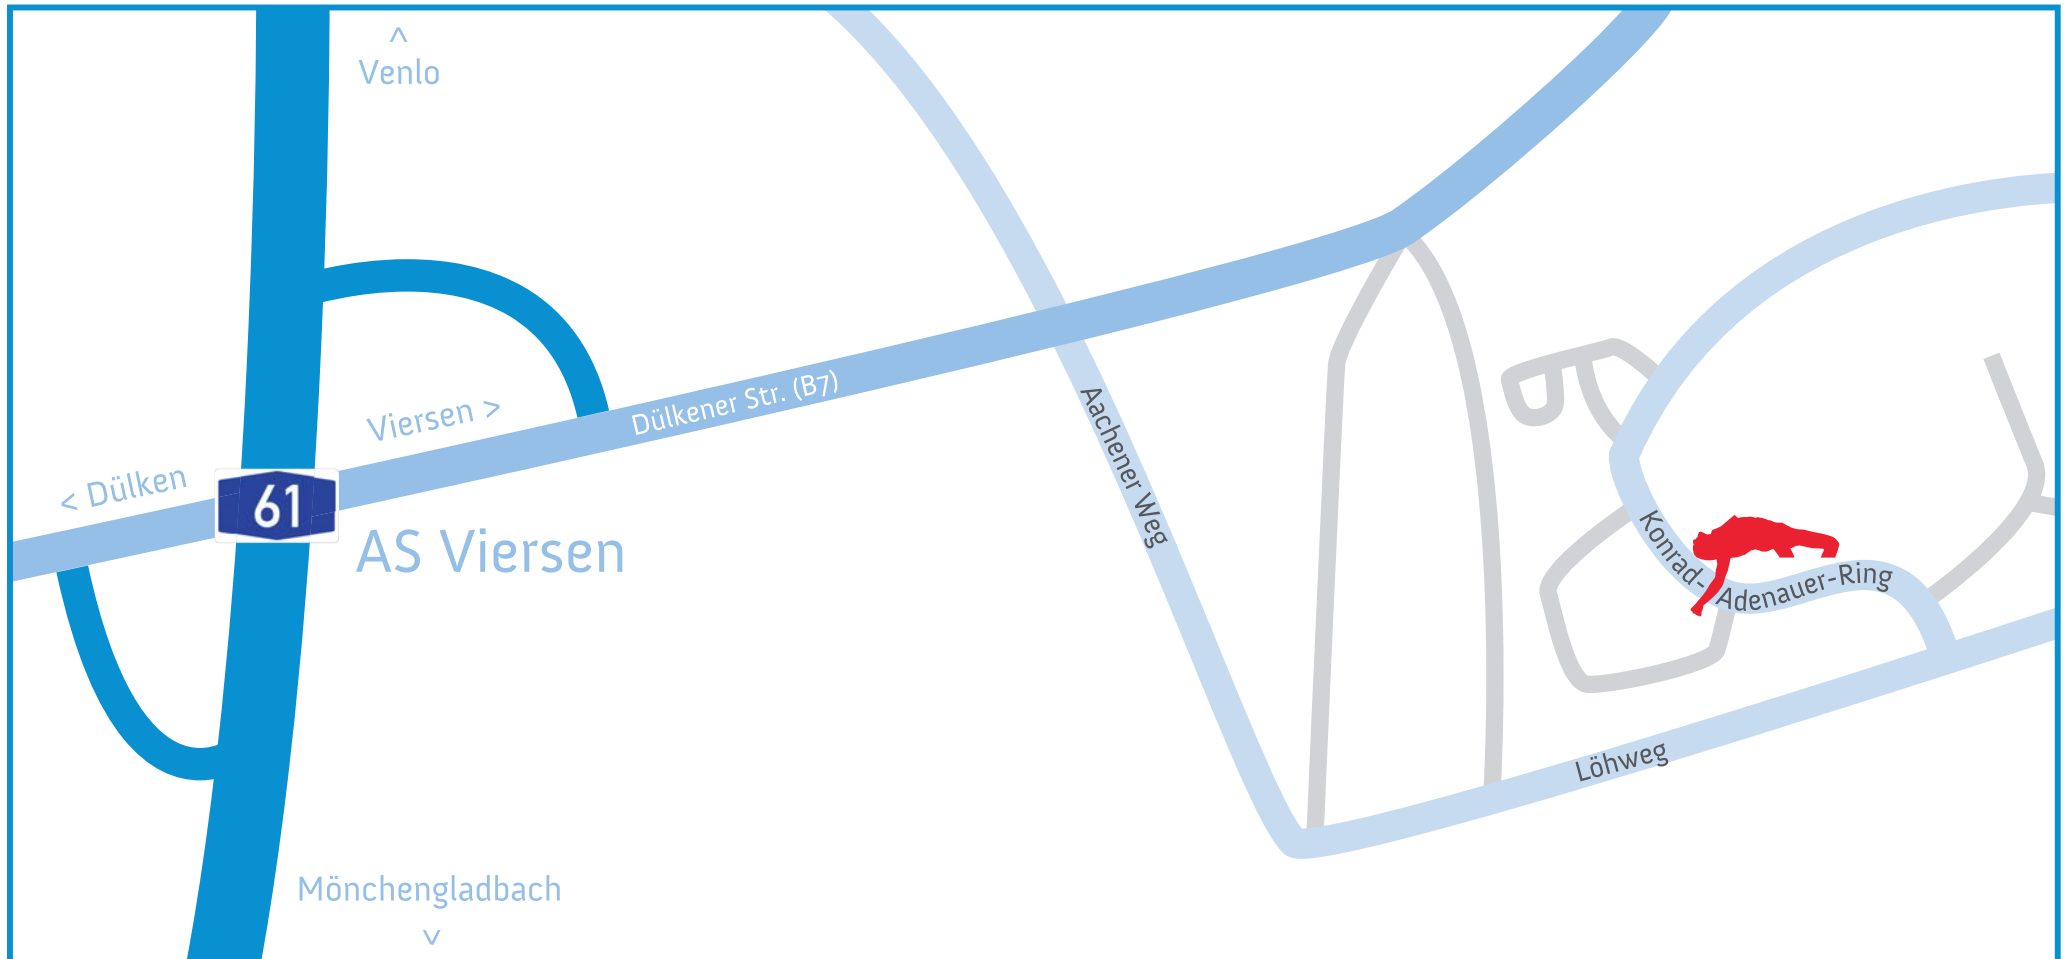 ^
Venlo
Viersen >
Dülkener Str. (B7)
< Dülken
61
AS Viersen
Aachener Weg
Konrad-
Adenauer-Ring
Löhweg
Mönchengladbach
v